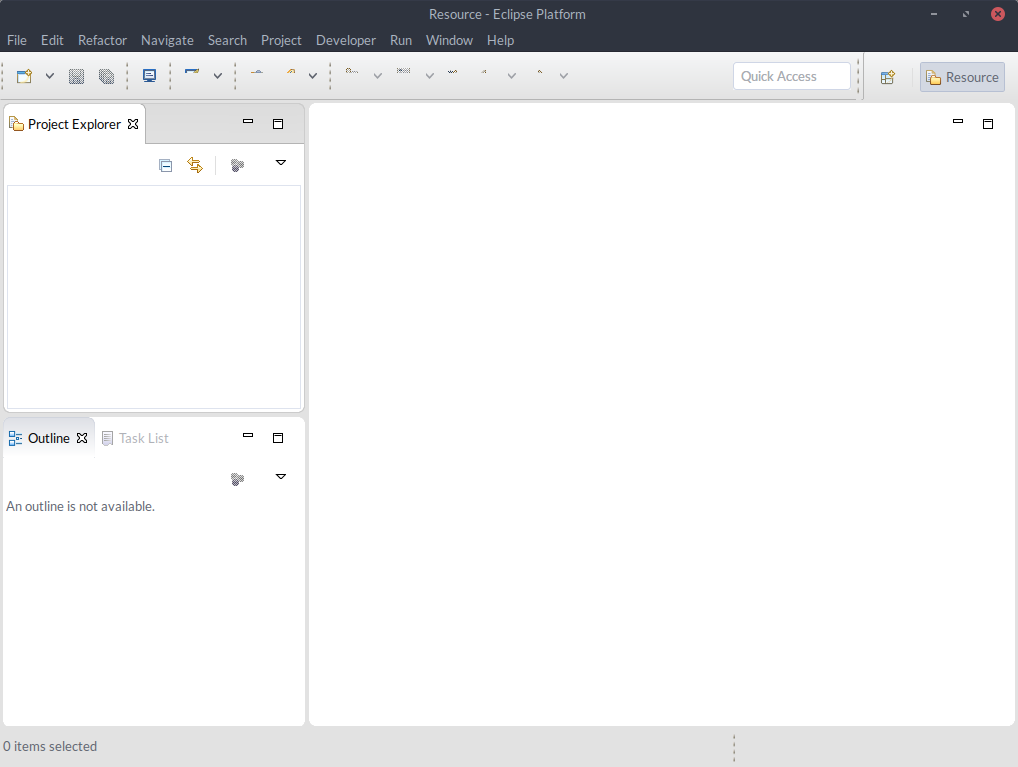 Resource - Eclipse Platform
File Edit Refactor Navigate Search Project Developer Run Window Help
Quick Access
Resource
Project Explorer
Outline Task List
An outline is not available.
0 items selected